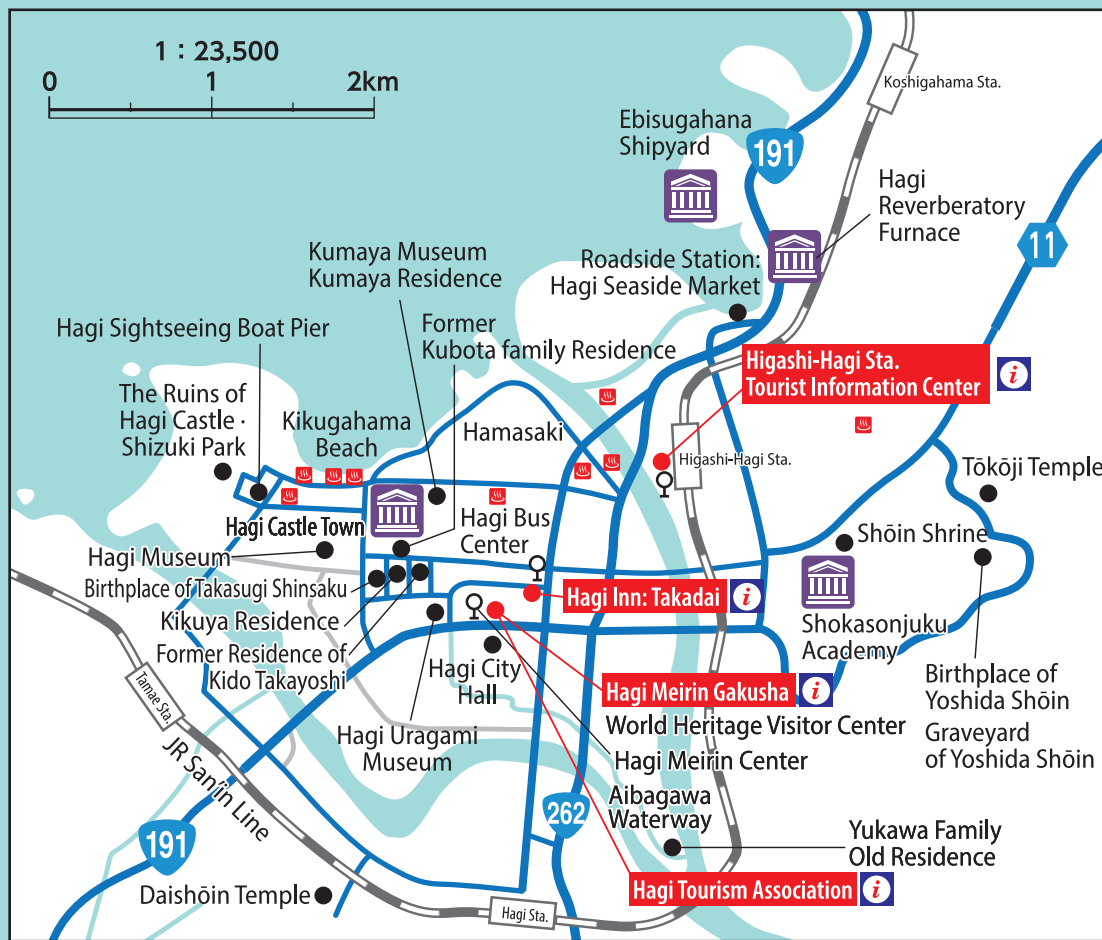 1 : 23,500
0 1 2km
Koshigahama Sta.
Ebisugahana
Shipyard
191
Hagi
Reverberatory
Furnace
11
Kumaya Museum
Kumaya Residence
Roadside Station:
Hagi Seaside Market
Hagi Sightseeing Boat Pier
Former
Kubota family Residence
Higashi-Hagi Sta.
Tourist Information Center
i
The Ruins of
Hagi Castle ·
Shizuki Park
Kikugahama
Beach
Hamasaki
Higashi-Hagi Sta.
Tōkōji Temple
Hagi Castle Town
Hagi Bus
Center
Shōin Shrine
Hagi Museum
Birthplace of Takasugi Shinsaku
Hagi Inn: Takadai
i
Kikuya Residence
Shokasonjuku
Academy
Former Residence of
Kido Takayoshi
Hagi City
Hall
Hagi Meirin Gakusha
i
Birthplace of
Yoshida Shōin
Graveyard
of Yoshida Shōin
Tamae Sta.
World Heritage Visitor Center
Hagi Uragami
Museum
Hagi Meirin Center
JR San'in Line
Aibagawa
Waterway
262
191
Yukawa Family
Old Residence
Daishōin Temple
Hagi Tourism Association
i
Hagi Sta.